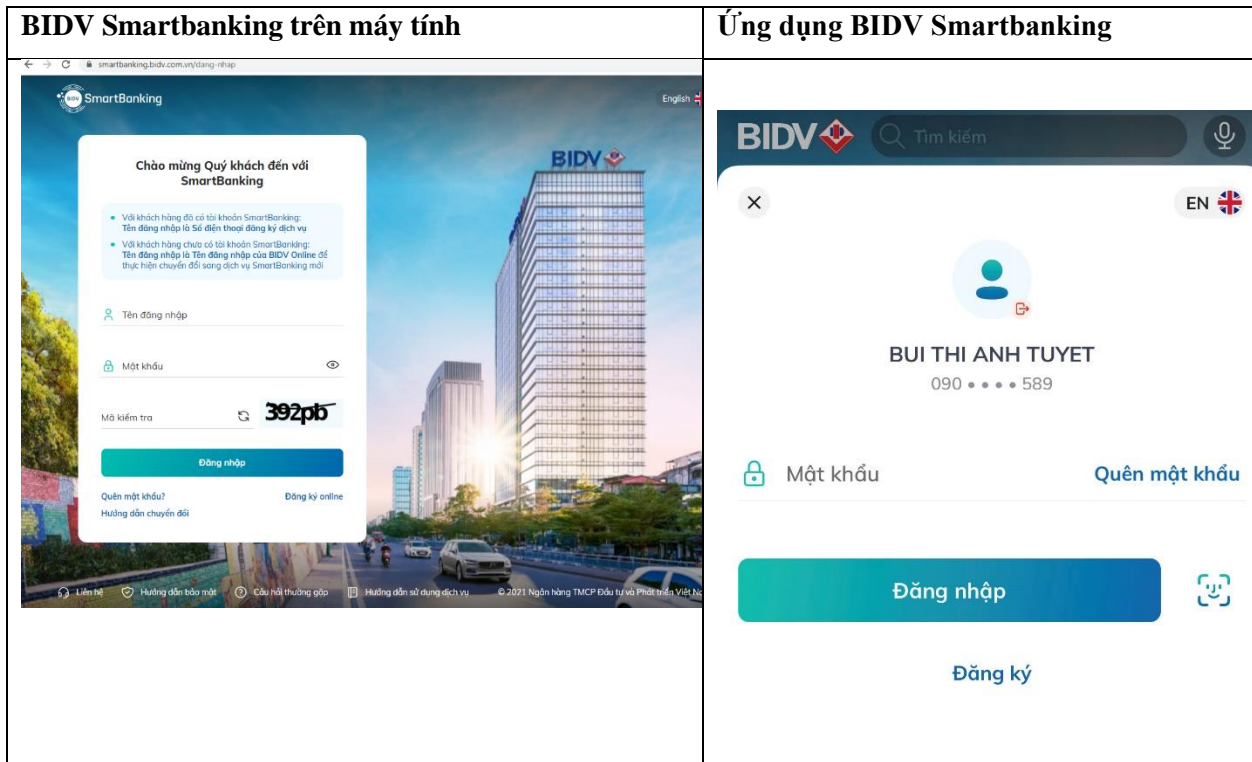 BIDV Smartbanking trên máy tính
smartbanking.bidv.com.vn/dang-nhap
BIDV SmartBanking
English
BIDV
Chào mừng Quý khách đến với
SmartBanking
Với khách hàng đã có tài khoản SmartBanking:
Tên đăng nhập là Số điện thoại đăng ký dịch vụ
Với khách hàng chưa có tài khoản SmartBanking:
Tên đăng nhập là Tên đăng nhập của BIDV Online để
thực hiện chuyển đổi sang dịch vụ SmartBanking mới
Tên đăng nhập
Mật khẩu
Mã kiểm tra
392pb
Đăng nhập
Quên mật khẩu? Đăng ký online
Hướng dẫn chuyển đổi
Liên hệ Hướng dẫn bảo mật Câu hỏi thường gặp Hướng dẫn sử dụng dịch vụ © 2021 Ngân hàng TMCP Đầu tư và Phát triển Việt
Ứng dụng BIDV Smartbanking
BIDV Tìm kiếm
EN
BUI THI ANH TUYET
090 • • • • 589
Mật khẩu Quên mật khẩu
Đăng nhập
Đăng ký